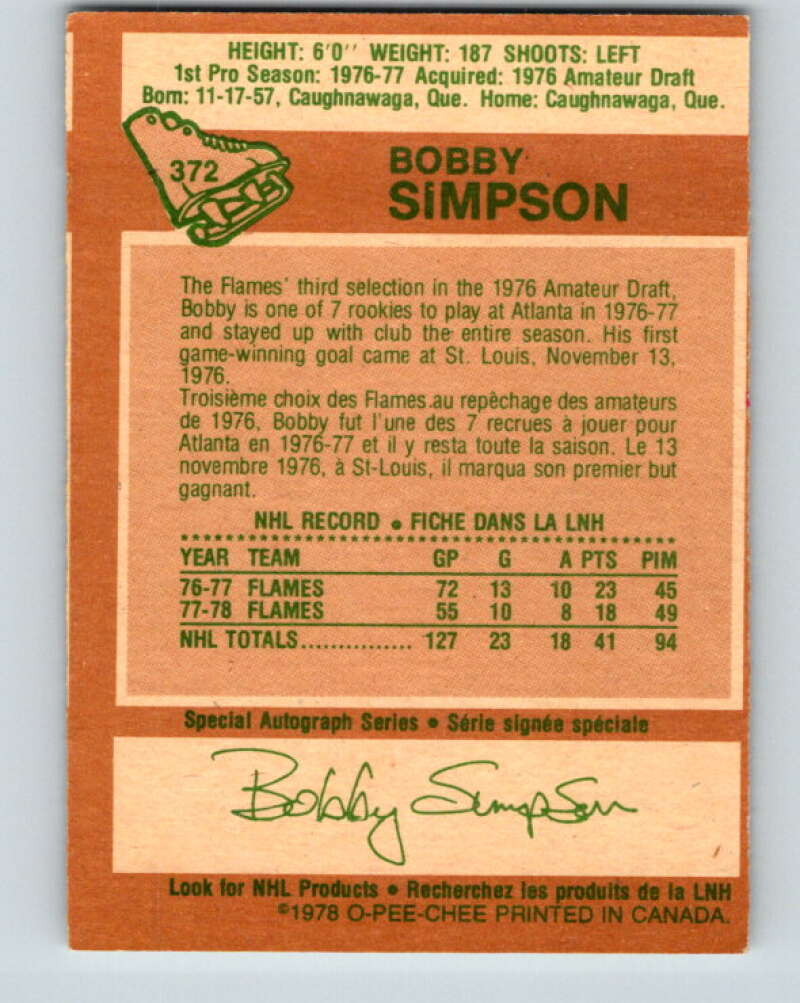 HEIGHT: 6'0'' WEIGHT: 187 SHOOTS: LEFT
1st Pro Season: 1976-77 Acquired: 1976 Amateur Draft
Born: 11-17-57, Caughnawaga, Que. Home: Caughnawaga, Que.
372
BOBBY
SIMPSON
The Flames' third selection in the 1976 Amateur Draft,
Bobby is one of 7 rookies to play at Atlanta in 1976-77
and stayed up with club the entire season. His first
game-winning goal came at St. Louis, November 13,
1976.
Troisième choix des Flames au repêchage des amateurs
de 1976, Bobby fut l'une des 7 recrues à jouer pour
Atlanta en 1976-77 et il y resta toute la saison. Le 13
novembre 1976, à St-Louis, il marqua son premier but
gagnant.
NHL RECORD • FICHE DANS LA LNH
YEAR TEAM GP G A PTS PIM
76-77 FLAMES 72 13 10 23 45
77-78 FLAMES 55 10 8 18 49
NHL TOTALS............... 127 23 18 41 94
Special Autograph Series • Série signée spéciale
Bobby Simpson
Look for NHL Products • Recherchez les produits de la LNH
©1978 O-PEE-CHEE PRINTED IN CANADA.